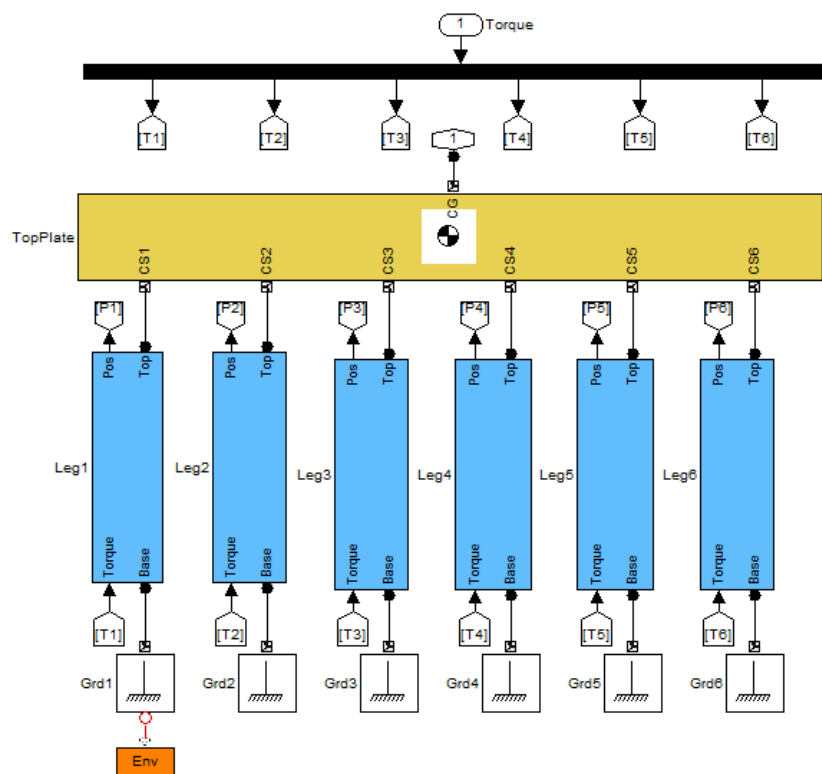 1 Torque
[T1] [T2] [T3] [T4] [T5] [T6]
1
CG
TopPlate
CS1 CS2 CS3 CS4 CS5 CS6
[P1] [P2] [P3] [P4] [P5] [P6]
Pos Top Pos Top Pos Top Pos Top Pos Top Pos Top
Leg1 Leg2 Leg3 Leg4 Leg5 Leg6
Torque Base Torque Base Torque Base Torque Base Torque Base Torque Base
[T1] [T2] [T3] [T4] [T5] [T6]
Grd1 Grd2 Grd3 Grd4 Grd5 Grd6
Env